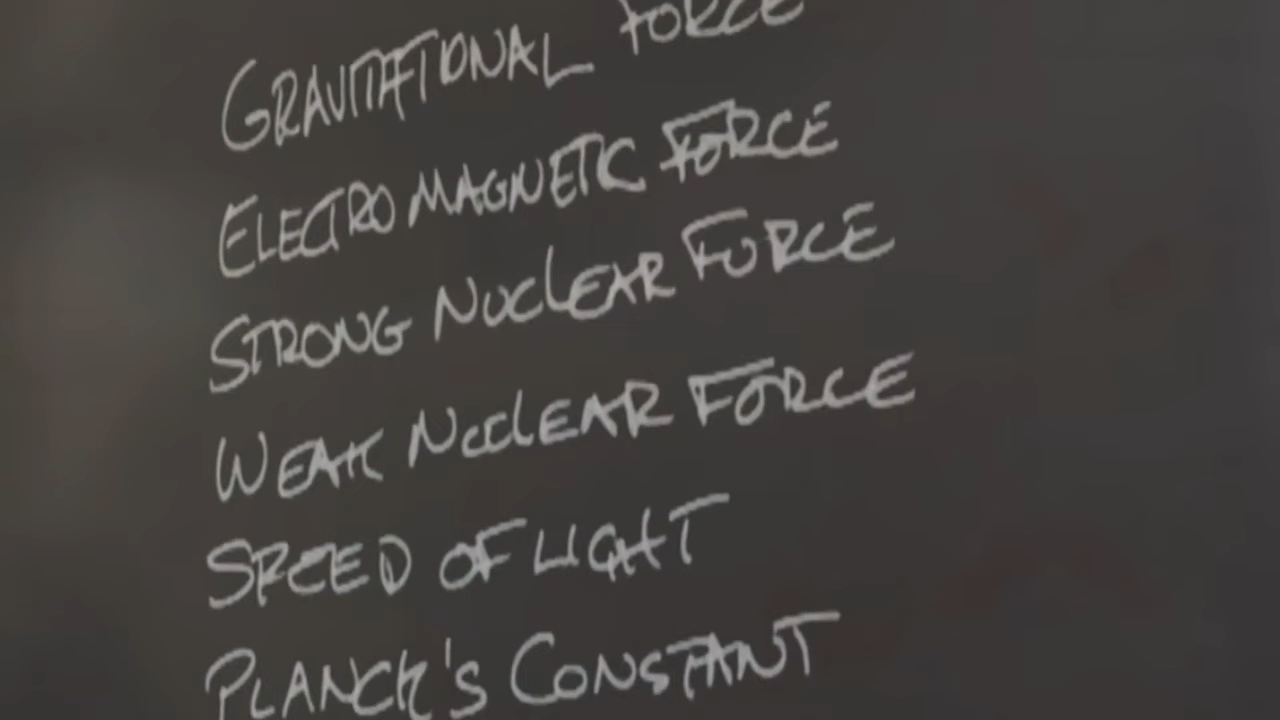 GRAVITATIONAL FORCE
ELECTROMAGNETIC FORCE
STRONG NUCLEAR FORCE
WEAK NUCLEAR FORCE
SPEED OF LIGHT
PLANCK'S CONSTANT